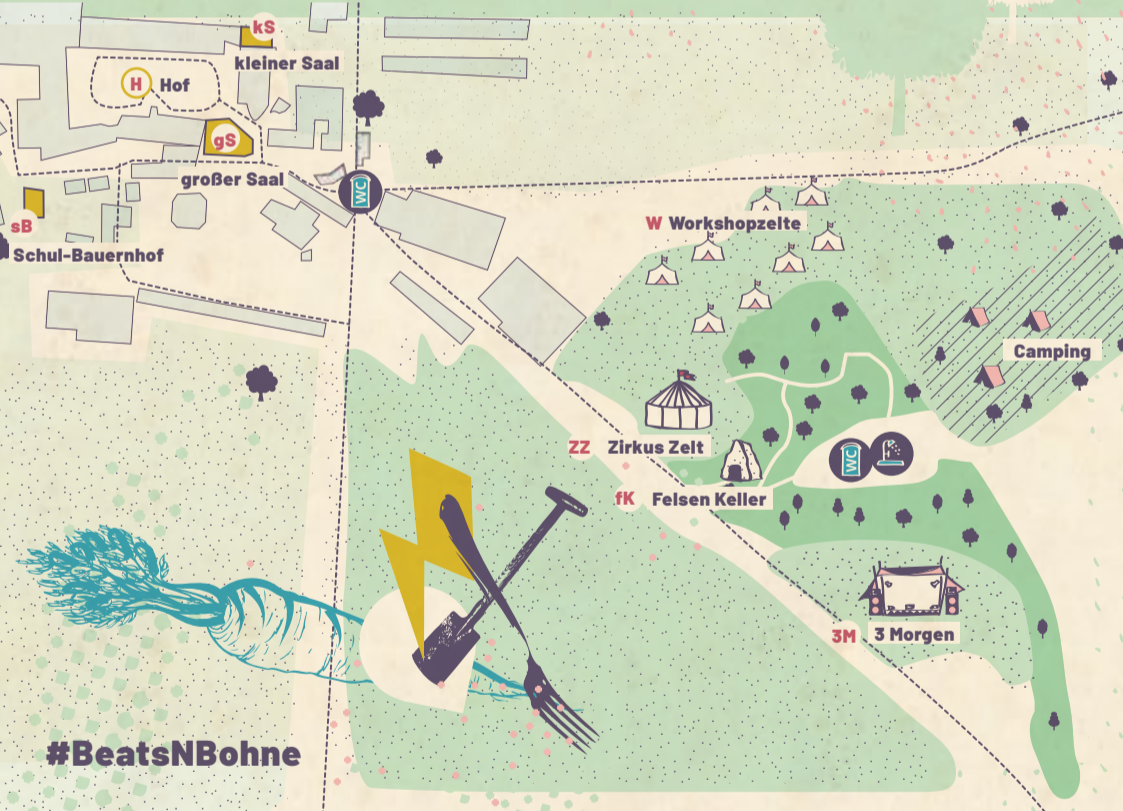 kS
kleiner Saal
H Hof
gS
großer Saal
WC
sB
Schul-Bauernhof
W Workshopzelte
Camping
ZZ Zirkus Zelt
WC
fK Felsen Keller
3M 3 Morgen
#BeatsNBohne